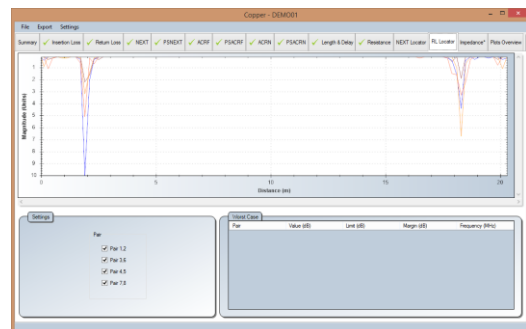 Copper - DEMO01
File Export Settings
Summary Insertion Loss Return Loss NEXT PSNEXT ACRF PSACRF ACRN PSACRN Length & Delay Resistance NEXT Locator RL Locator Impedance* Plots Overview
Magnitude (Units)
1
2
3
4
5
6
7
8
9
10
0 5 10 15 20
Distance (m)
Settings
Pair
Pair 1,2
Pair 3,6
Pair 4,5
Pair 7,8
Worst Case
Pair Value (dB) Limit (dB) Margin (dB) Frequency (MHz)